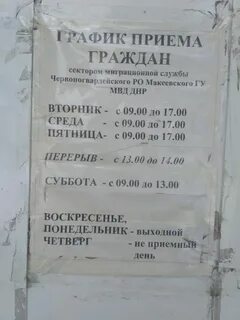 ГРАФИК ПРИЕМА
ГРАЖДАН
сектором миграционной службы
Червоногвардейского РО Макеевского ГУ
МВД ДНР
ВТОРНИК - с 09.00 до 17.00
СРЕДА - с 09.00 до 17.00
ПЯТНИЦА- с 09.00 до 17.00
ПЕРЕРЫВ - с 13.00 до 14.00
СУББОТА - с 09.00 до 13.00
ВОСКРЕСЕНЬЕ,
ПОНЕДЕЛЬНИК - выходной
ЧЕТВЕРГ - не приемный
день